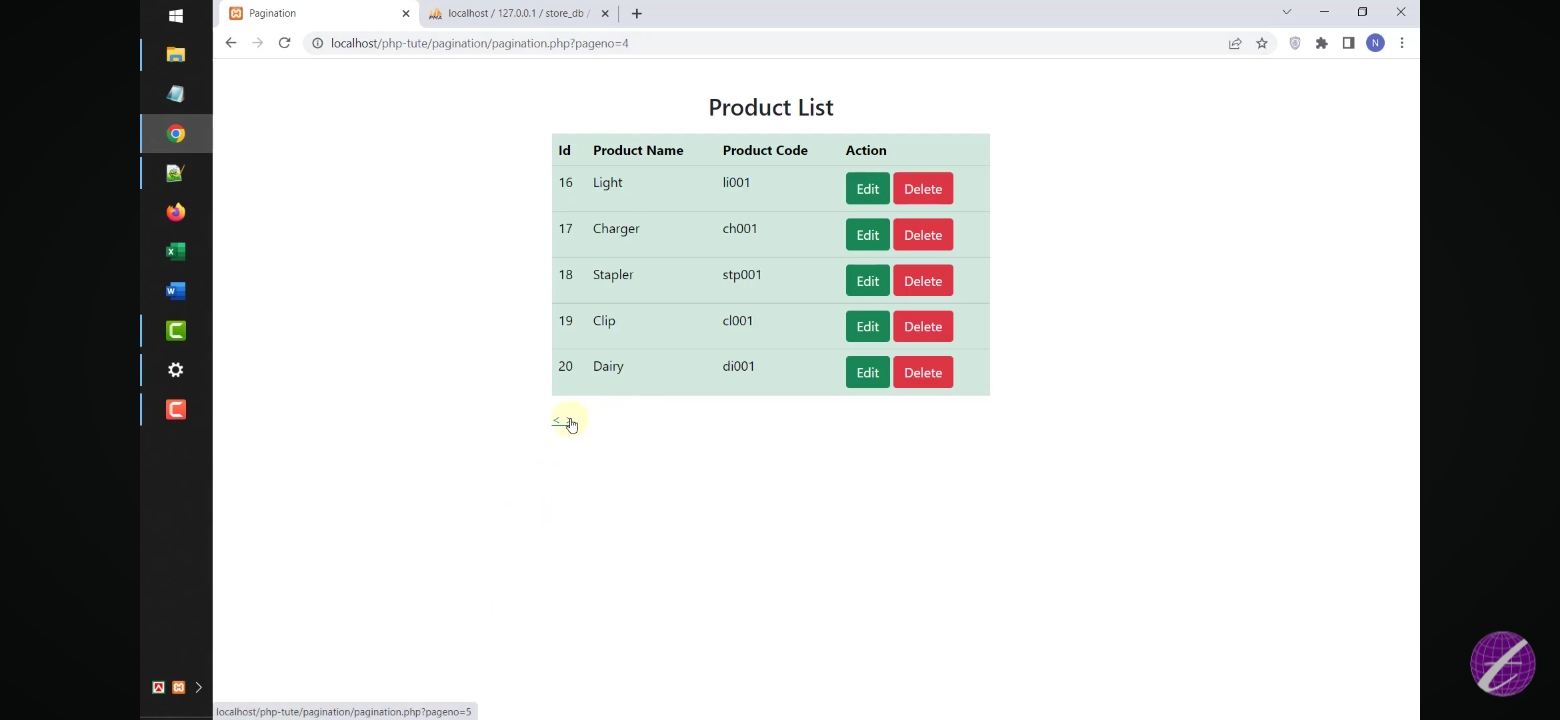 Pagination
localhost / 127.0.0.1 / store_db /
localhost/php-tute/pagination/pagination.php?pageno=4
N
Product List
Id Product Name Product Code Action
16 Light li001 Edit Delete
17 Charger ch001 Edit Delete
18 Stapler stp001 Edit Delete
19 Clip cl001 Edit Delete
20 Dairy di001 Edit Delete
<
localhost/php-tute/pagination/pagination.php?pageno=5